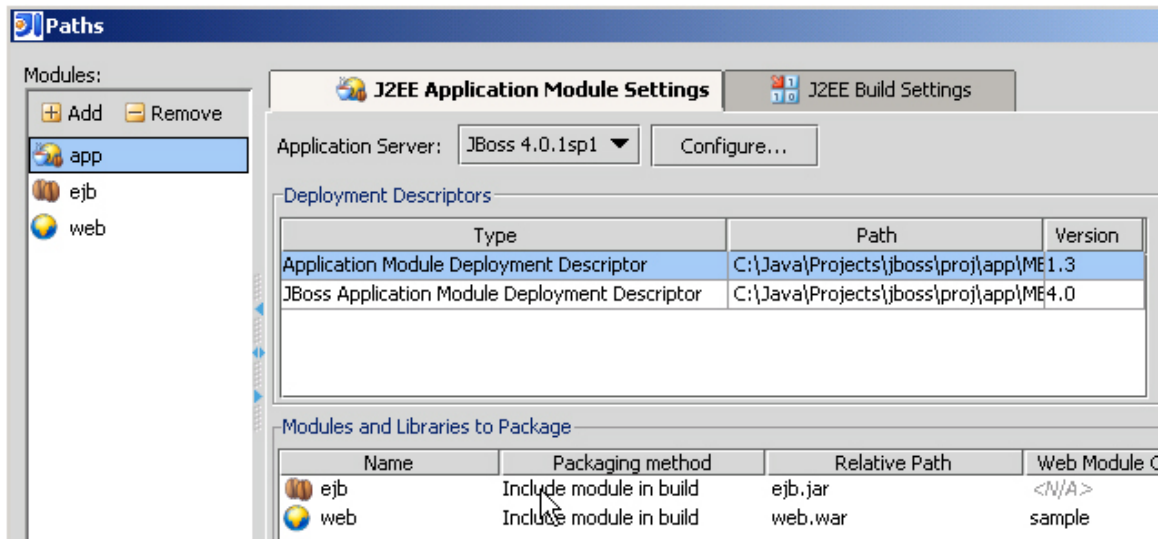 Paths
Modules:
Add Remove
app
ejb
web
J2EE Application Module Settings J2EE Build Settings
Application Server: JBoss 4.0.1sp1 Configure...
Deployment Descriptors
Type Path Version
Application Module Deployment Descriptor C:\Java\Projects\jboss\proj\app\ME 1.3
JBoss Application Module Deployment Descriptor C:\Java\Projects\jboss\proj\app\ME 4.0
Modules and Libraries to Package
Name Packaging method Relative Path Web Module C
ejb Include module in build ejb.jar <N/A>
web Include module in build web.war sample